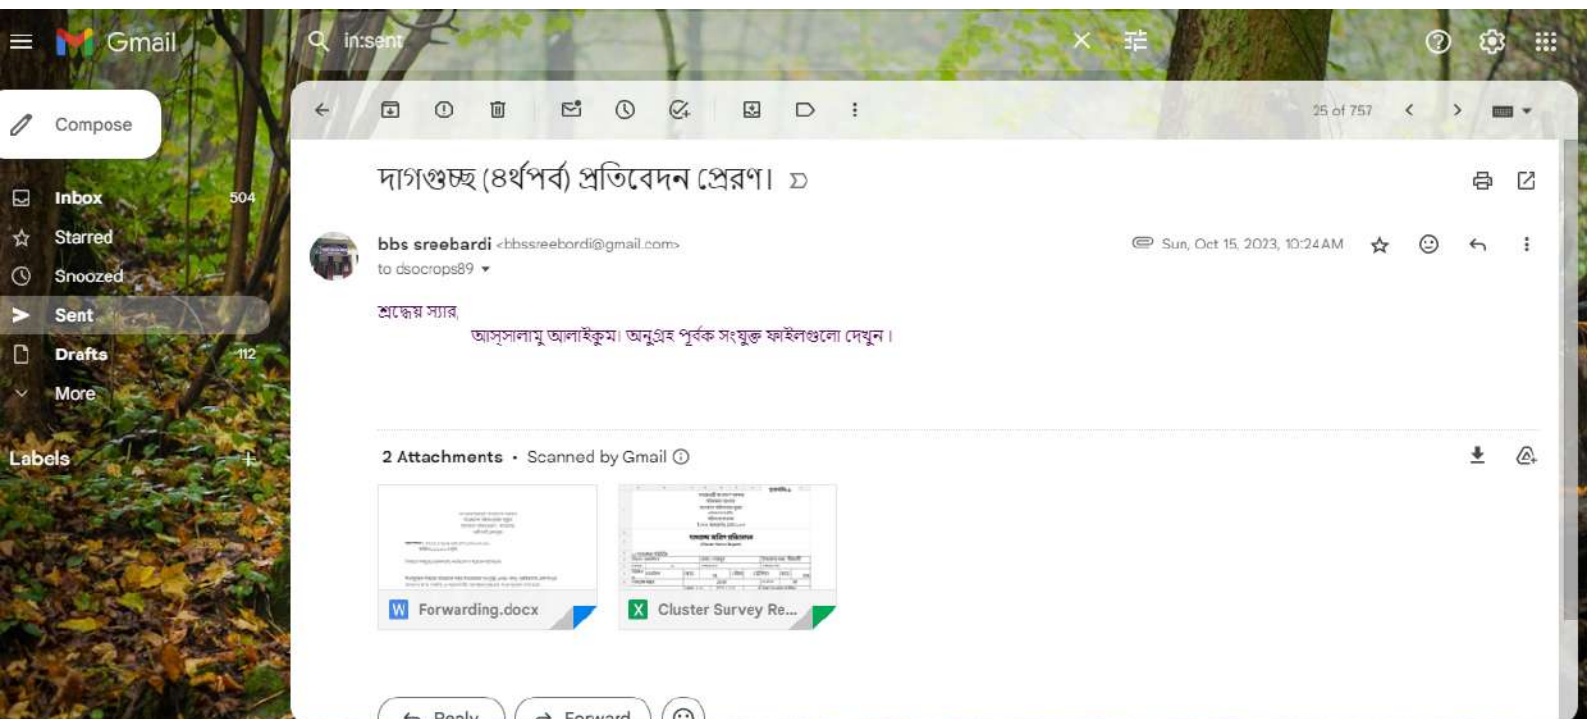 Gmail
in:sent
Compose
25 of 757
দাগগুচ্ছ (৪র্থপর্ব) প্রতিবেদন প্রেরণ।
Inbox 504
Starred
Snoozed
Sent
Drafts 112
More
Labels
bbs sreebardi <bbssreebordi@gmail.com>
Sun, Oct 15, 2023, 10:24 AM
to dsocrops89
শ্রদ্ধেয় স্যার,
আস্সালামু আলাইকুম। অনুগ্রহ পূর্বক সংযুক্ত ফাইলগুলো দেখুন।
2 Attachments • Scanned by Gmail
W Forwarding.docx
X Cluster Survey Re...
Reply
Forward